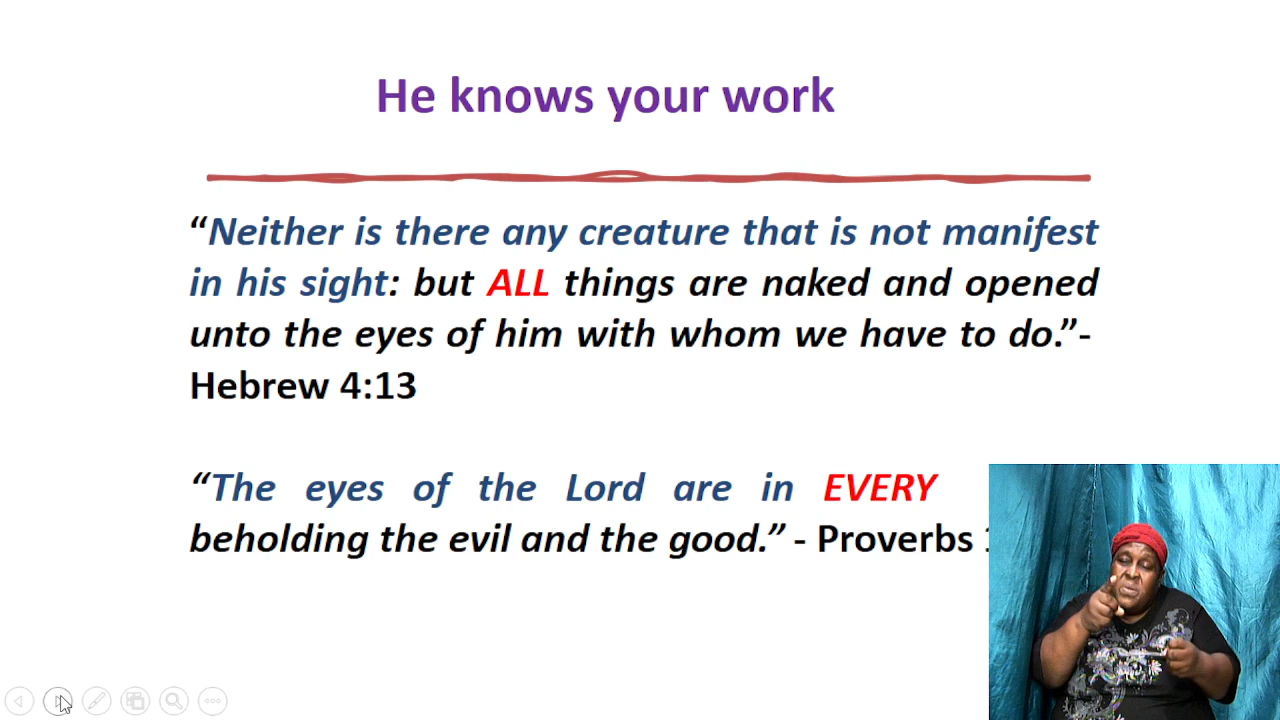 He knows your work
“Neither is there any creature that is not manifest
in his sight: but ALL things are naked and opened
unto the eyes of him with whom we have to do.”-
Hebrew 4:13
“The eyes of the Lord are in EVERY
beholding the evil and the good.” - Proverbs